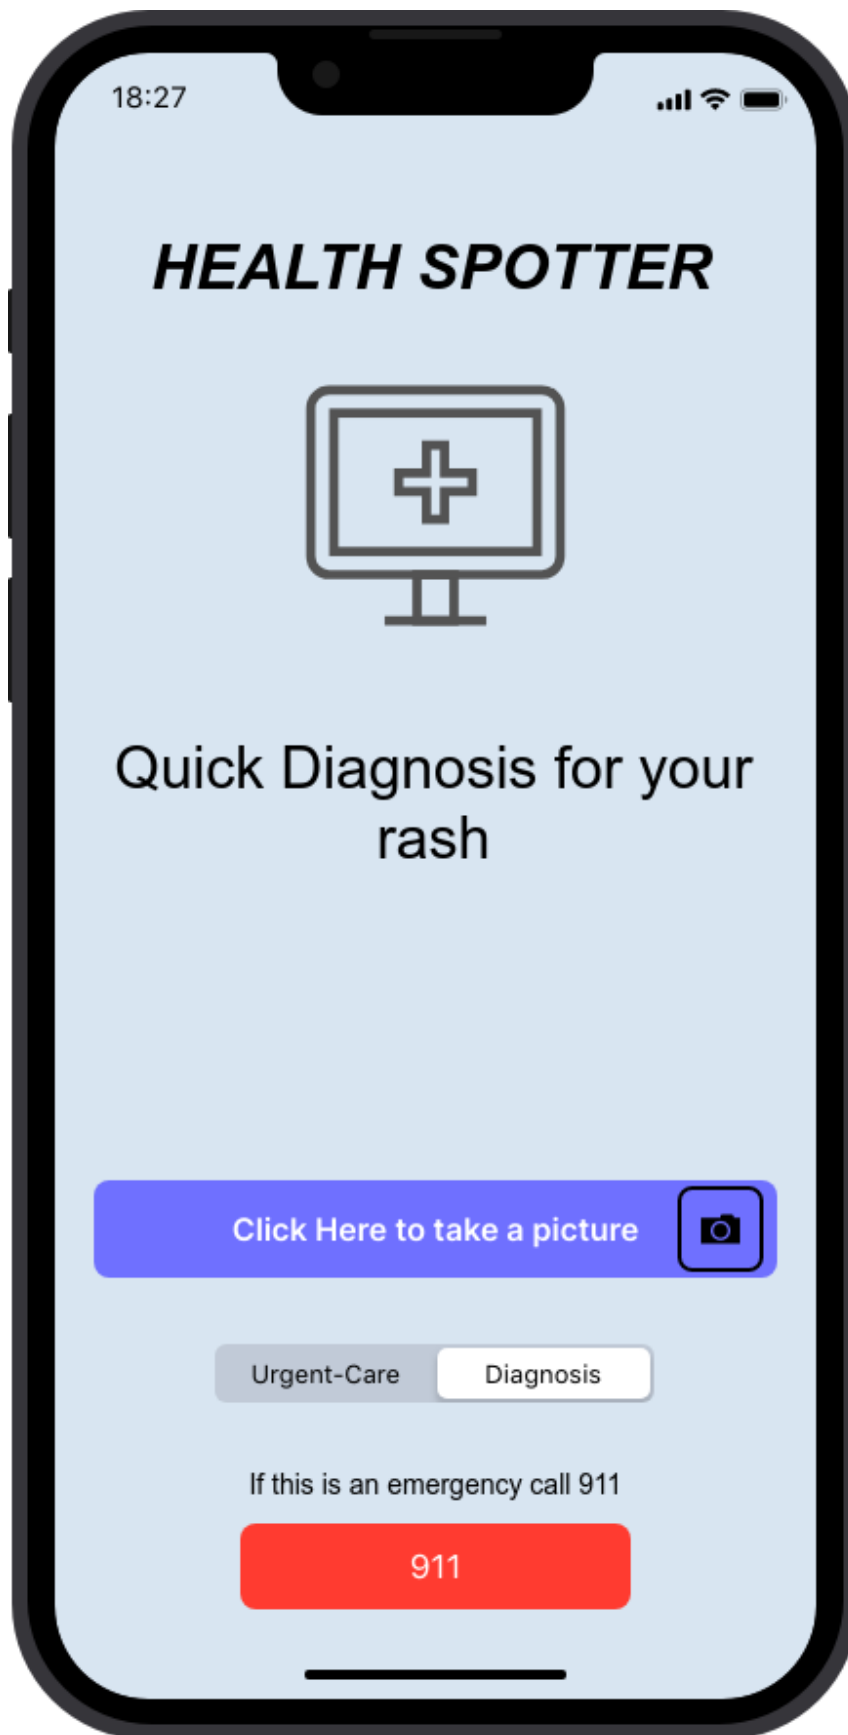 18:27
HEALTH SPOTTER
Quick Diagnosis for your
rash
Click Here to take a picture
Urgent-Care Diagnosis
If this is an emergency call 911
911